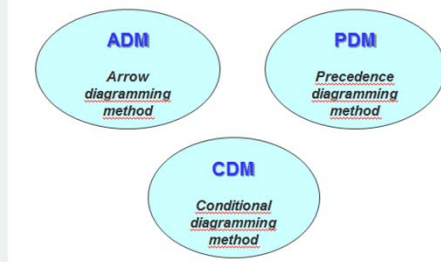 ADM
Arrow
diagramming
method
PDM
Precedence
diagramming
method
CDM
Conditional
diagramming
method